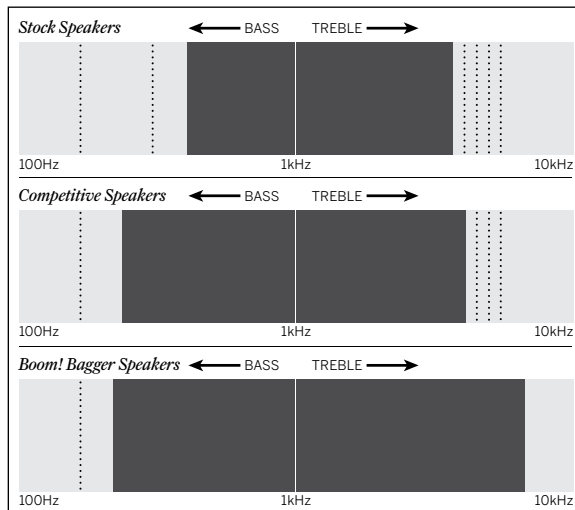 Stock Speakers BASS TREBLE
100Hz 1kHz 10kHz
Competitive Speakers BASS TREBLE
100Hz 1kHz 10kHz
Boom! Bagger Speakers BASS TREBLE
100Hz 1kHz 10kHz